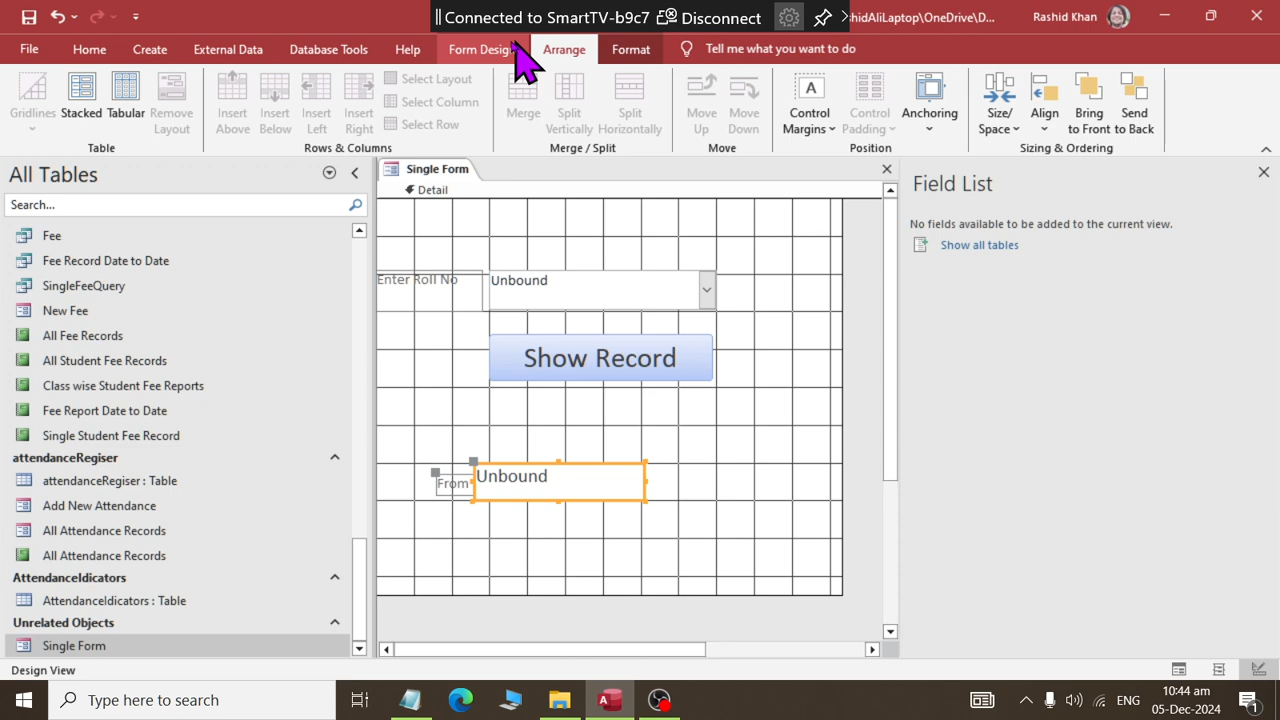 Connected to SmartTV-b9c7 Disconnect
shidAliLaptop\OneDrive\D...
Rashid Khan
File Home Create External Data Database Tools Help Form Design Arrange Format Tell me what you want to do
Gridlines Stacked Tabular Remove Layout
Table
Insert Above Insert Below Insert Left Insert Right
Select Layout
Select Column
Select Row
Rows & Columns
Merge Split Vertically Split Horizontally
Merge / Split
Move Up Move Down
Move
Control Margins Control Padding Anchoring
Position
Size/ Space Align Bring to Front Send to Back
Sizing & Ordering
All Tables
Search...
Fee
Fee Record Date to Date
SingleFeeQuery
New Fee
All Fee Records
All Student Fee Records
Class wise Student Fee Reports
Fee Report Date to Date
Single Student Fee Record
attendanceRegiser
attendanceRegiser : Table
Add New Attendance
All Attendance Records
All Attendance Records
AttendanceIdicators
AttendanceIdicators : Table
Unrelated Objects
Single Form
Single Form
Detail
Enter Roll No Unbound
Show Record
From Unbound
Field List
No fields available to be added to the current view.
Show all tables
Design View
Type here to search
ENG
10:44 am
05-Dec-2024
1